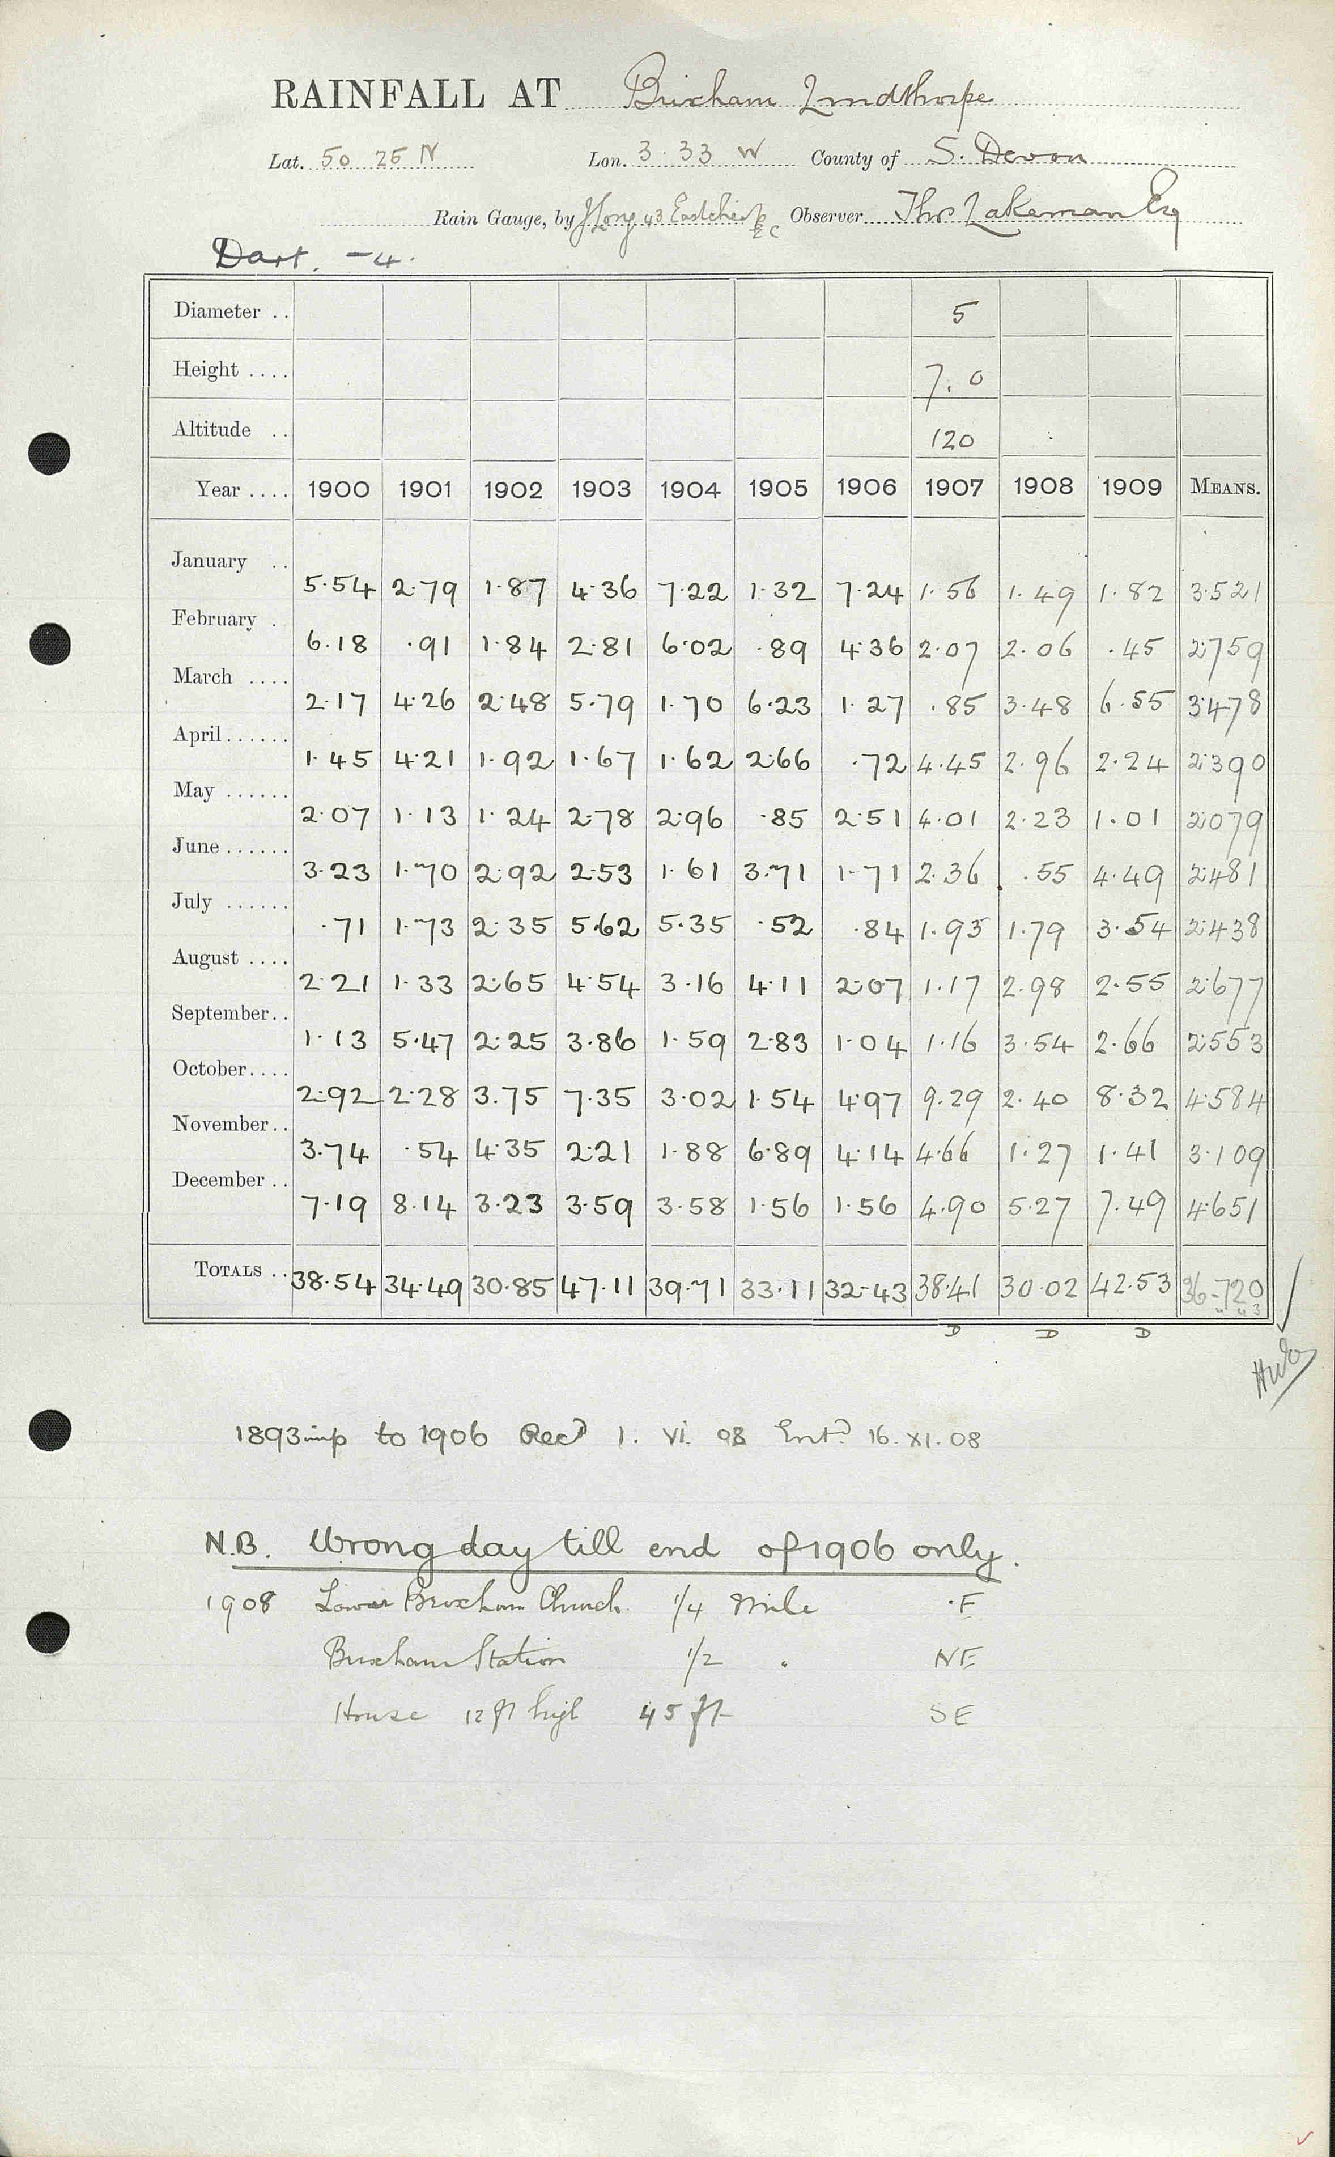 RAINFALL AT Brixham Lindthorpe
Lat. 50 25 N Lon. 3 33 W County of S. Devon
Rain Gauge, by J Long 43 Eastcheap EC Observer Thos Lakeman Esq
Dart. -4.
Diameter .. 5
Height .... 7.0
Altitude .. 120
Year .... 1900 1901 1902 1903 1904 1905 1906 1907 1908 1909 MEANS.
January .. 5.54 2.79 1.87 4.36 7.22 1.32 7.24 1.56 1.49 1.82 3.521
February . 6.18 .91 1.84 2.81 6.02 .89 4.36 2.07 2.06 .45 2.759
March .... 2.17 4.26 2.48 5.79 1.70 6.23 1.27 .85 3.48 6.55 3.478
April...... 1.45 4.21 1.92 1.67 1.62 2.66 .72 4.45 2.96 2.24 2.390
May ...... 2.07 1.13 1.24 2.78 2.96 .85 2.51 4.01 2.23 1.01 2.079
June...... 3.23 1.70 2.92 2.53 1.61 3.71 1.71 2.36 .55 4.49 2.481
July ...... .71 1.73 2.35 5.62 5.35 .52 .84 1.93 1.79 3.54 2.438
August .... 2.21 1.33 2.65 4.54 3.16 4.11 2.07 1.17 2.98 2.55 2.677
September.. 1.13 5.47 2.25 3.86 1.59 2.83 1.04 1.16 3.54 2.66 2.553
October.... 2.92 2.28 3.75 7.35 3.02 1.54 4.97 9.29 2.40 8.32 4.584
November.. 3.74 .54 4.35 2.21 1.88 6.89 4.14 4.66 1.27 1.41 3.109
December .. 7.19 8.14 3.23 3.59 3.58 1.56 1.56 4.90 5.27 7.49 4.651
TOTALS .. 38.54 34.49 30.85 47.11 39.71 33.11 32.43 38.41 30.02 42.53 36.720
D D D
1893 imp to 1906 Recd 1. vi. 08 Entd 16. XI. 08
N.B. Wrong day till end of 1906 only.
1908 Lower Brixham Church 1/4 Mile .E
Brixham Station 1/2 " NE
House 12 ft high 45 ft SE